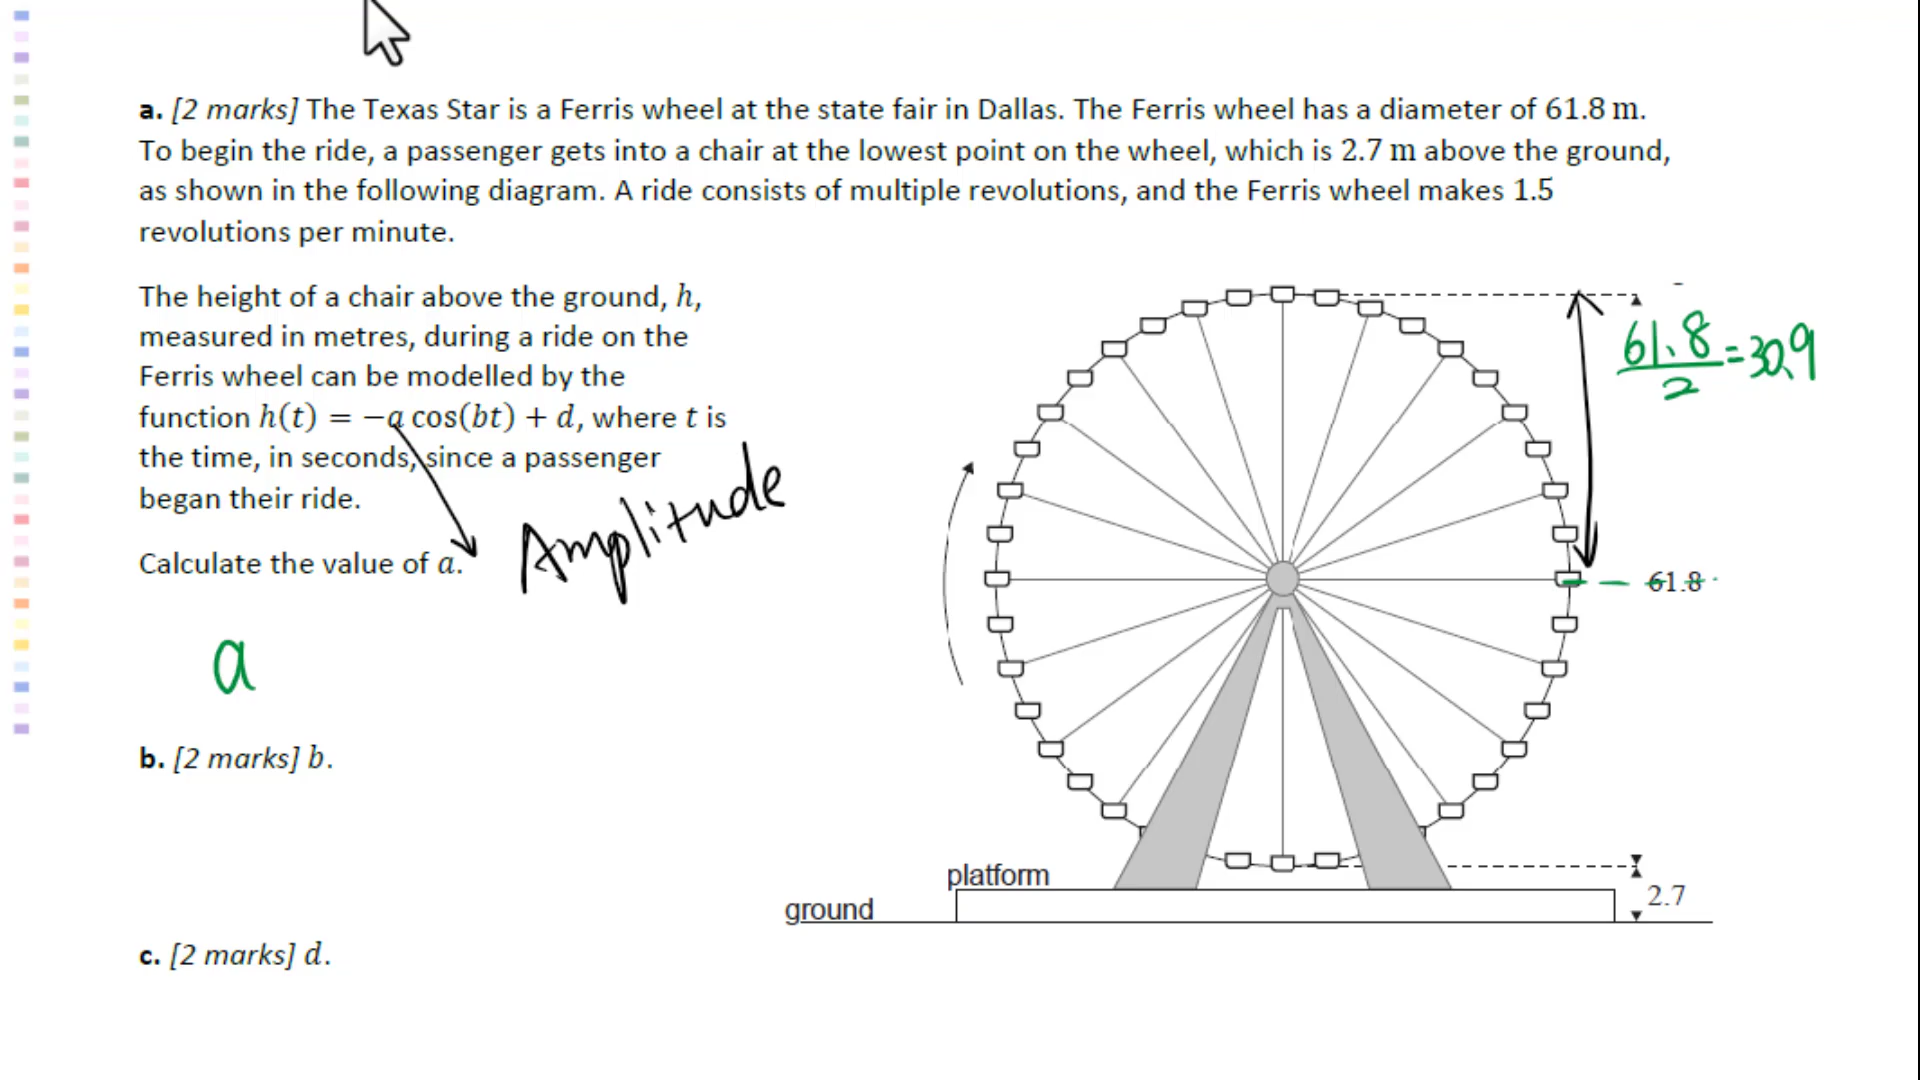 a. [2 marks] The Texas Star is a Ferris wheel at the state fair in Dallas. The Ferris wheel has a diameter of 61.8 m.
To begin the ride, a passenger gets into a chair at the lowest point on the wheel, which is 2.7 m above the ground,
as shown in the following diagram. A ride consists of multiple revolutions, and the Ferris wheel makes 1.5
revolutions per minute.
The height of a chair above the ground, h,
measured in metres, during a ride on the
Ferris wheel can be modelled by the
function h(t) = −a cos(bt) + d, where t is
the time, in seconds, since a passenger
began their ride.
Amplitude
Calculate the value of a.
a
61.8/2 = 30.9
61.8
b. [2 marks] b.
platform
2.7
ground
c. [2 marks] d.